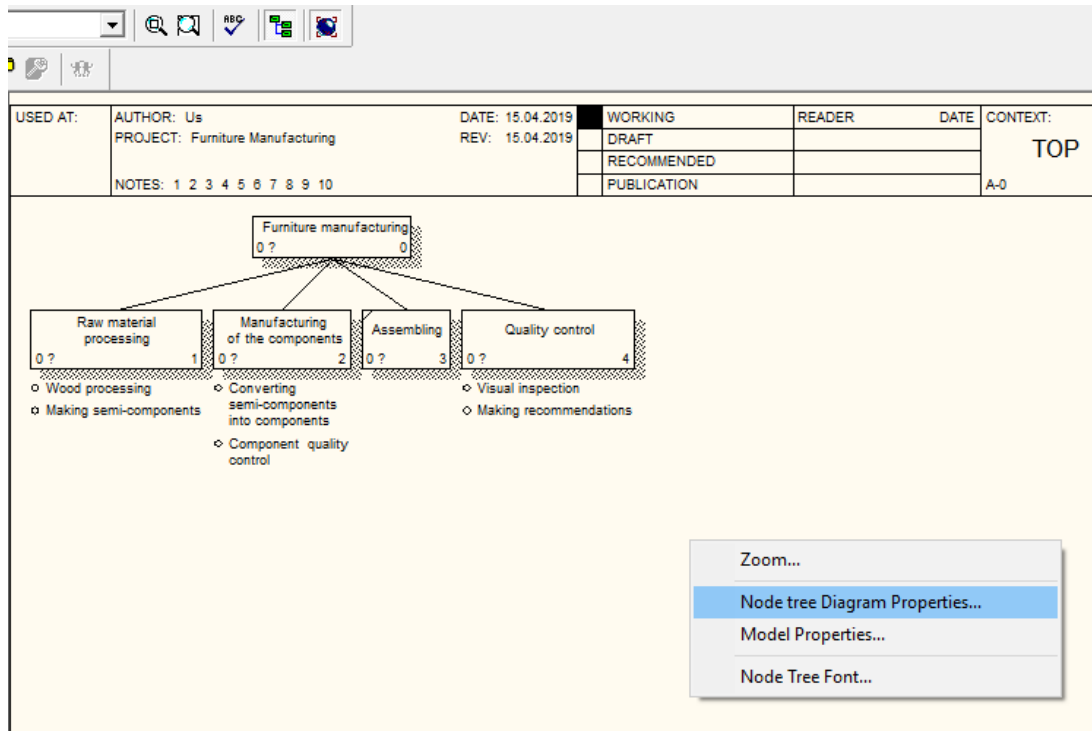 ABC
USED AT:
AUTHOR: Us
DATE: 15.04.2019
PROJECT: Furniture Manufacturing
REV: 15.04.2019
NOTES: 1 2 3 4 5 6 7 8 9 10
WORKING
DRAFT
RECOMMENDED
PUBLICATION
READER DATE
CONTEXT:
TOP
A-0
Furniture manufacturing
0 ? 0
Raw material
processing
0 ? 1
Manufacturing
of the components
0 ? 2
Assembling
0 ? 3
Quality control
0 ? 4
Wood processing
Making semi-components
Converting
semi-components
into components
Component quality
control
Visual inspection
Making recommendations
Zoom...
Node tree Diagram Properties...
Model Properties...
Node Tree Font...